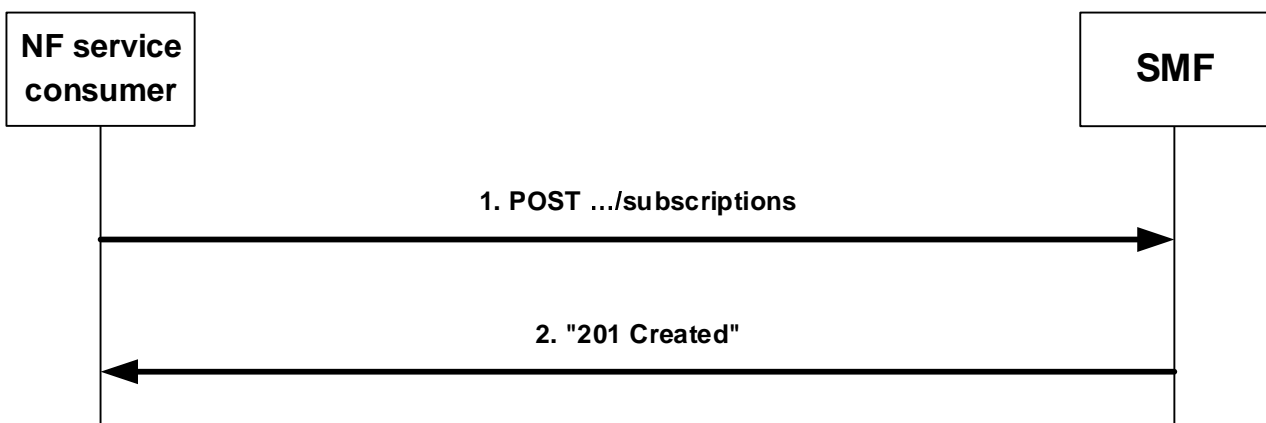 NF service
consumer
SMF
1. POST …/subscriptions
2. "201 Created"